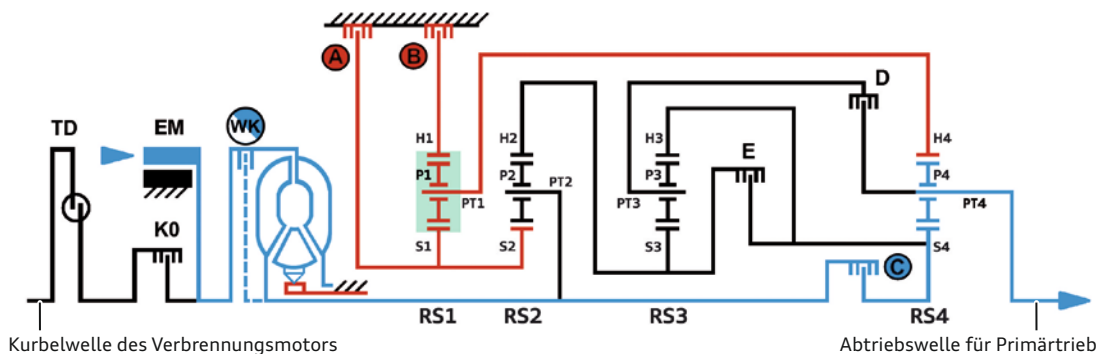 A
B
D
TD
EM
WK
H1
H2
H3
E
H4
P1
P2
PT2
P3
P4
PT1
PT3
PT4
K0
S1
S2
S3
S4
C
RS1
RS2
RS3
RS4
Kurbelwelle des Verbrennungsmotors
Abtriebswelle für Primärtrieb